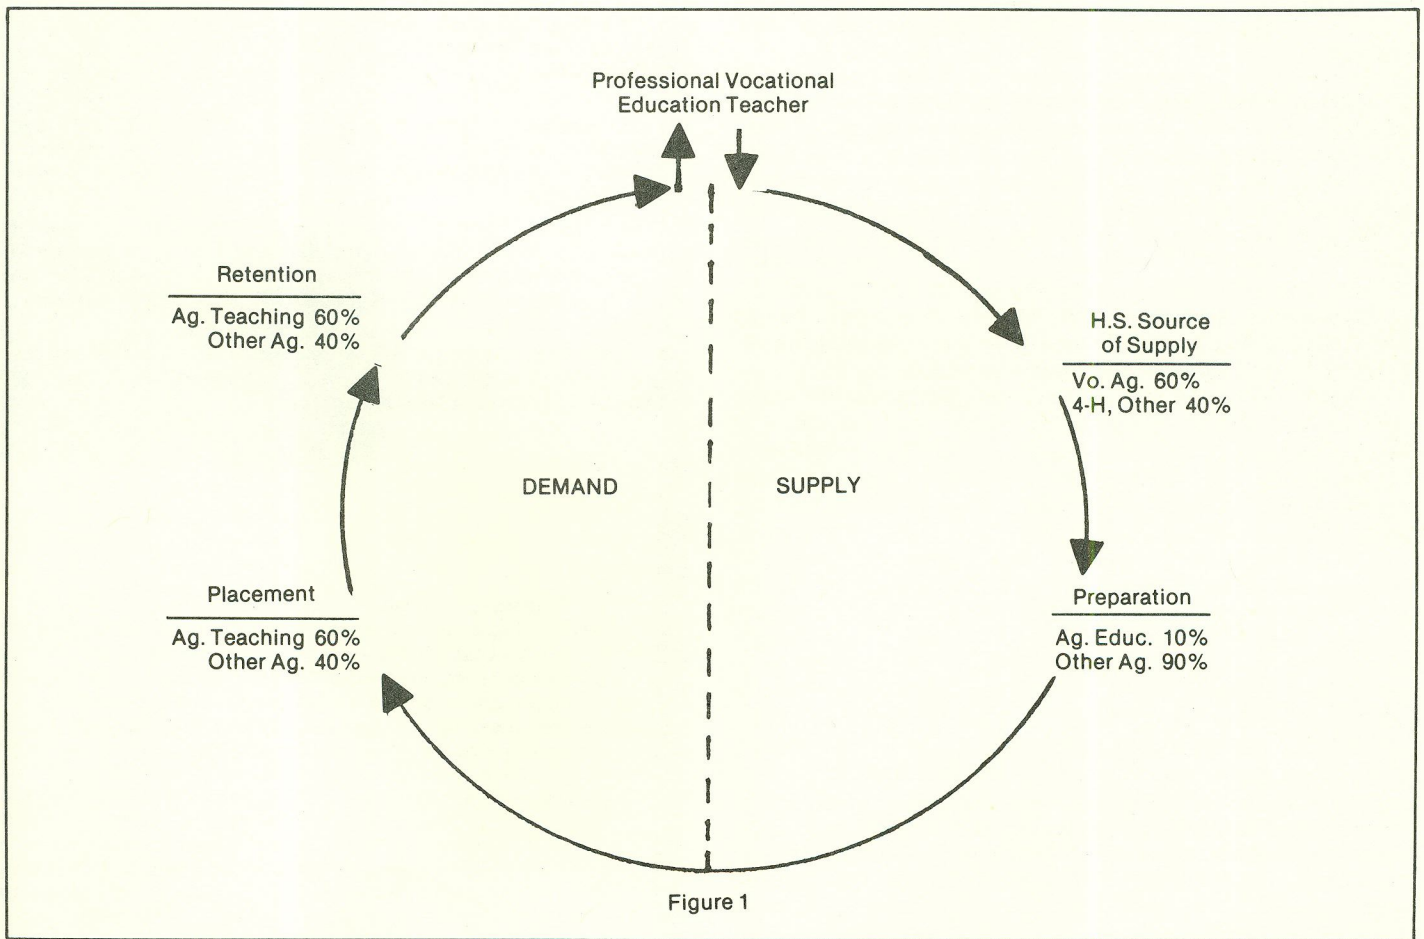 Professional Vocational
Education Teacher
Retention
Ag. Teaching 60%
Other Ag. 40%
H.S. Source
of Supply
Vo. Ag. 60%
4-H, Other 40%
DEMAND
SUPPLY
Placement
Ag. Teaching 60%
Other Ag. 40%
Preparation
Ag. Educ. 10%
Other Ag. 90%
Figure 1